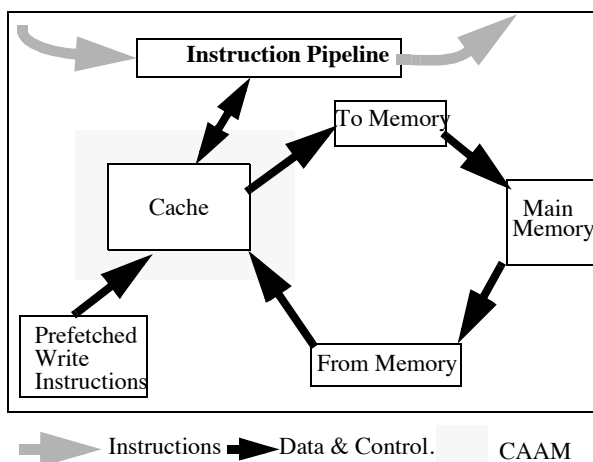 Instruction Pipeline
To Memory
Cache
Main
Memory
Prefetched
Write
Instructions
From Memory
Instructions
Data & Control.
CAAM